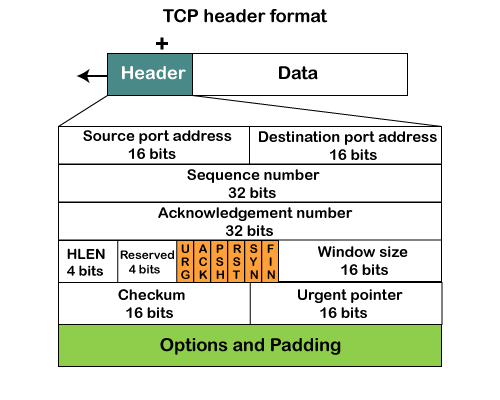 TCP header format
+
Header Data
Source port address Destination port address
16 bits 16 bits
Sequence number
32 bits
Acknowledgement number
32 bits
HLEN Reserved URG ACK PSH RST SYN FIN Window size
4 bits 4 bits 16 bits
Checkum Urgent pointer
16 bits 16 bits
Options and Padding